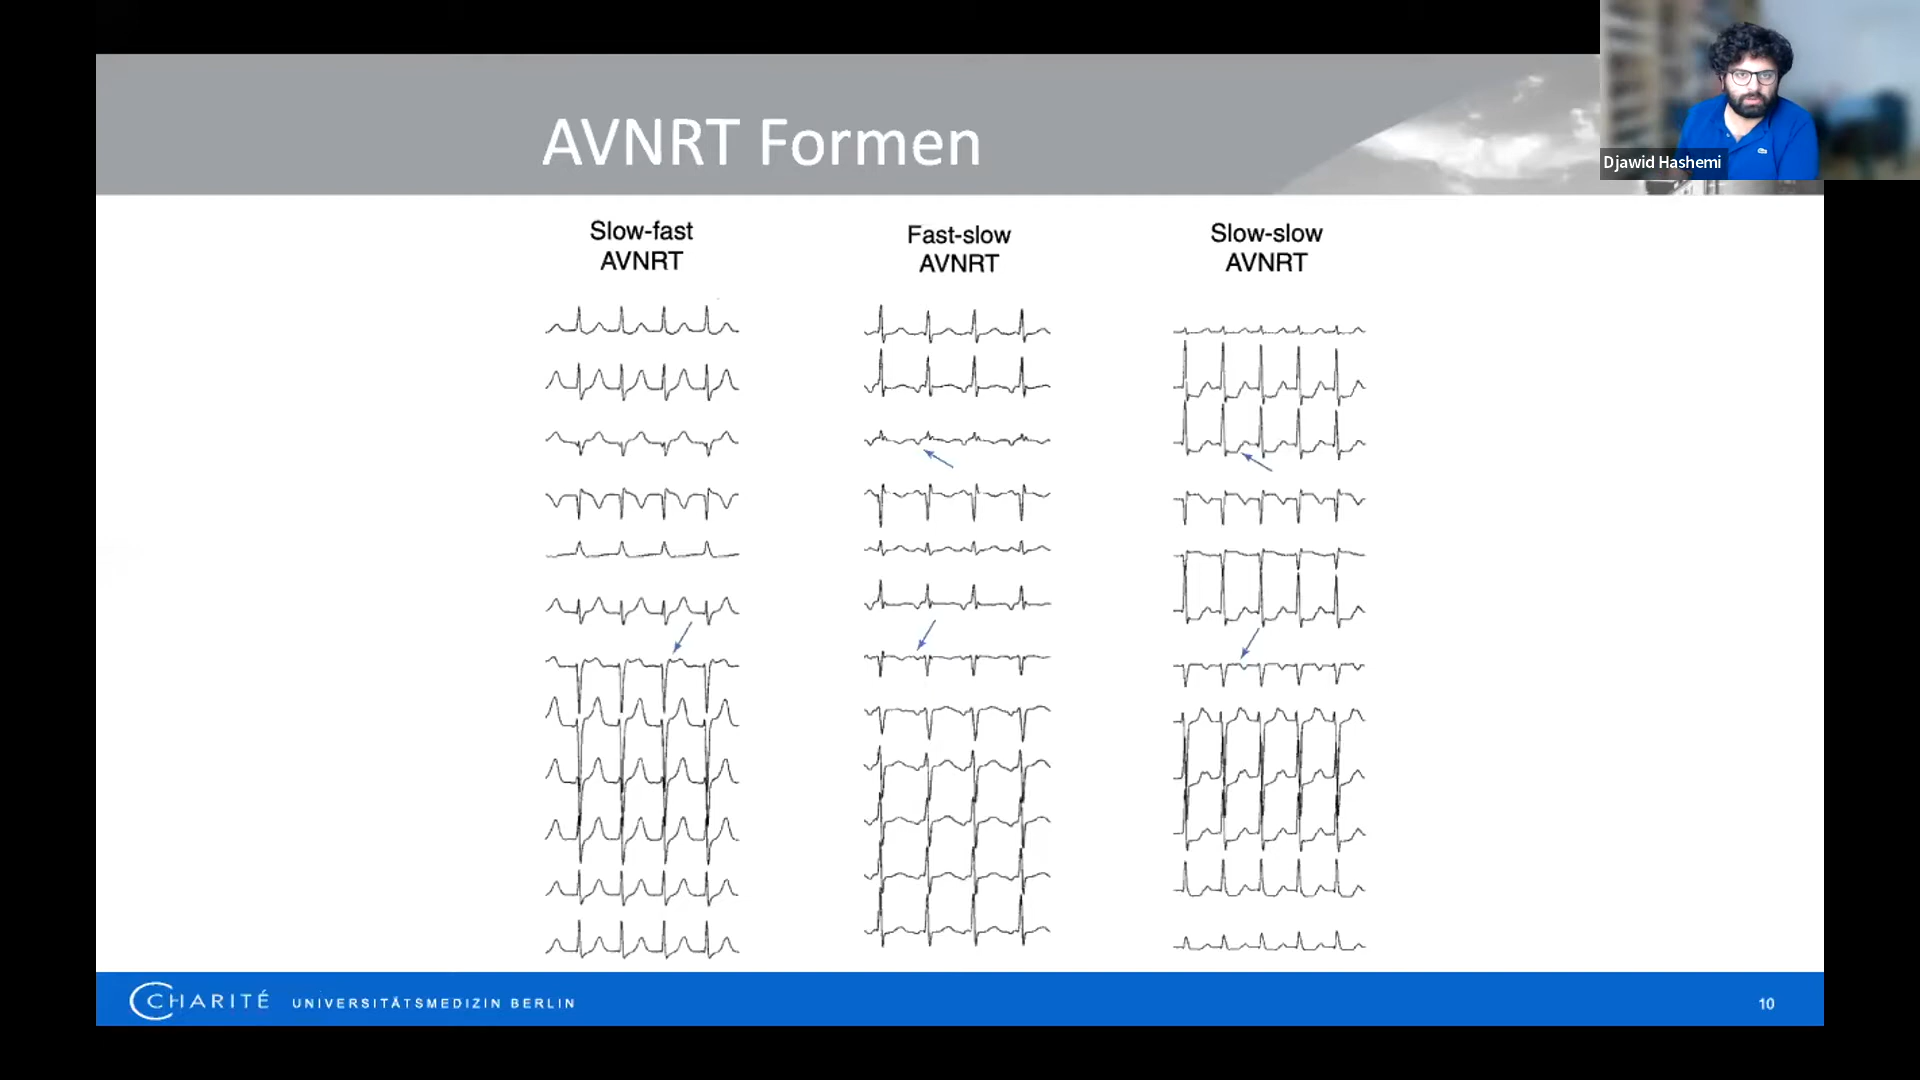 AVNRT Formen
Djawid Hashemi
Slow-fast
AVNRT
Fast-slow
AVNRT
Slow-slow
AVNRT
CHARITÉ UNIVERSITÄTSMEDIZIN BERLIN
10